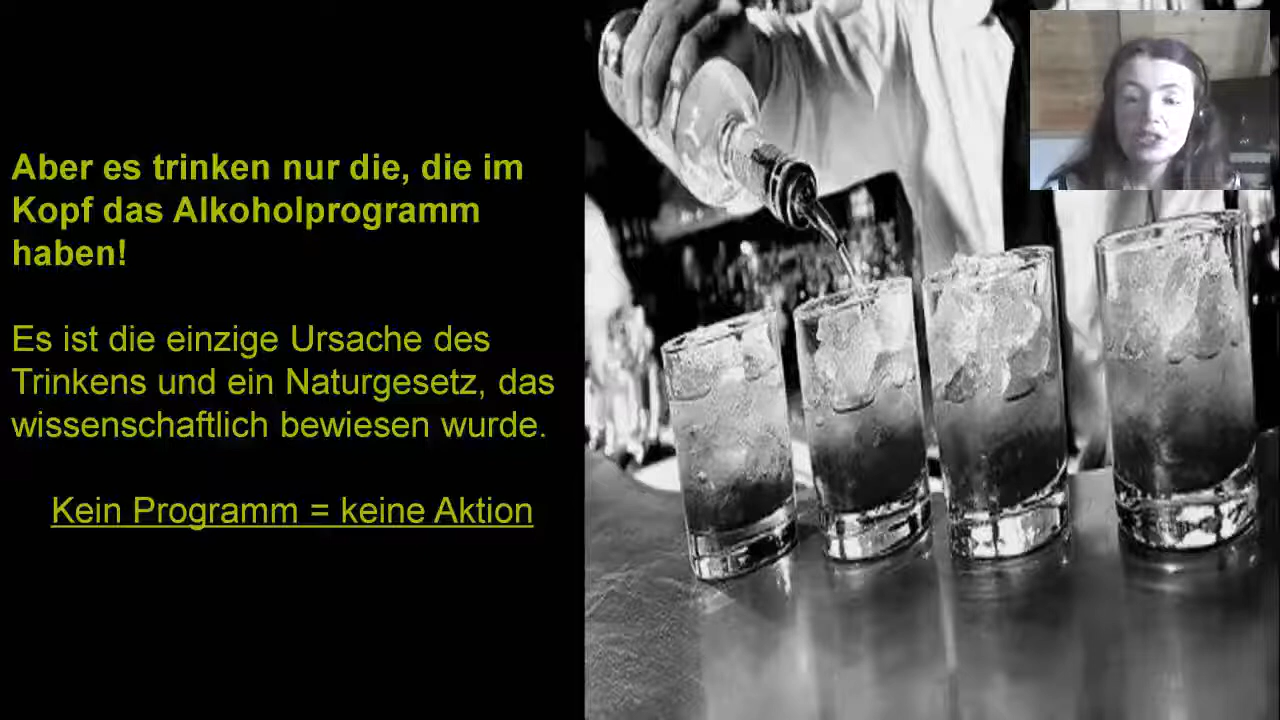 Aber es trinken nur die, die im
Kopf das Alkoholprogramm
haben!
Es ist die einzige Ursache des
Trinkens und ein Naturgesetz, das
wissenschaftlich bewiesen wurde.
Kein Programm = keine Aktion